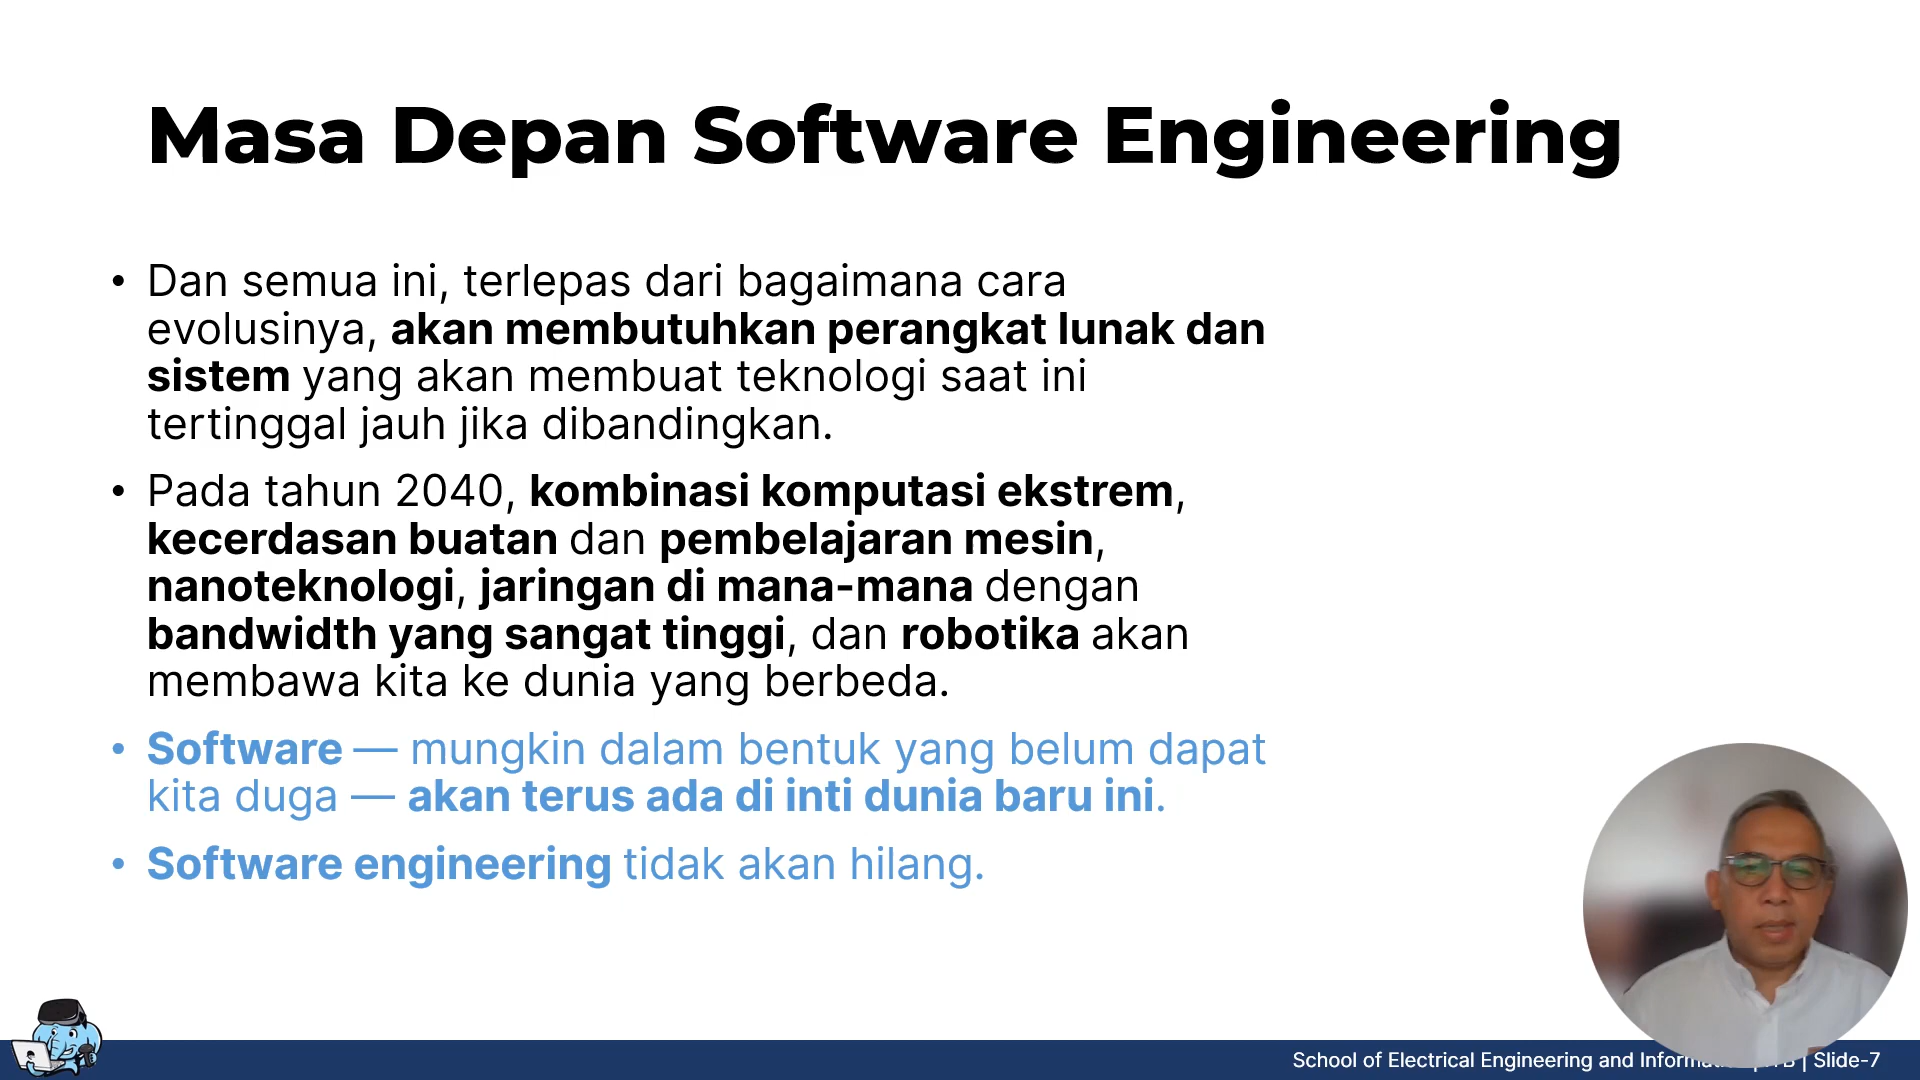 Masa Depan Software Engineering
• Dan semua ini, terlepas dari bagaimana cara
evolusinya, akan membutuhkan perangkat lunak dan
sistem yang akan membuat teknologi saat ini
tertinggal jauh jika dibandingkan.
• Pada tahun 2040, kombinasi komputasi ekstrem,
kecerdasan buatan dan pembelajaran mesin,
nanoteknologi, jaringan di mana-mana dengan
bandwidth yang sangat tinggi, dan robotika akan
membawa kita ke dunia yang berbeda.
• Software — mungkin dalam bentuk yang belum dapat
kita duga — akan terus ada di inti dunia baru ini.
• Software engineering tidak akan hilang.
School of Electrical Engineering and | Slide-7